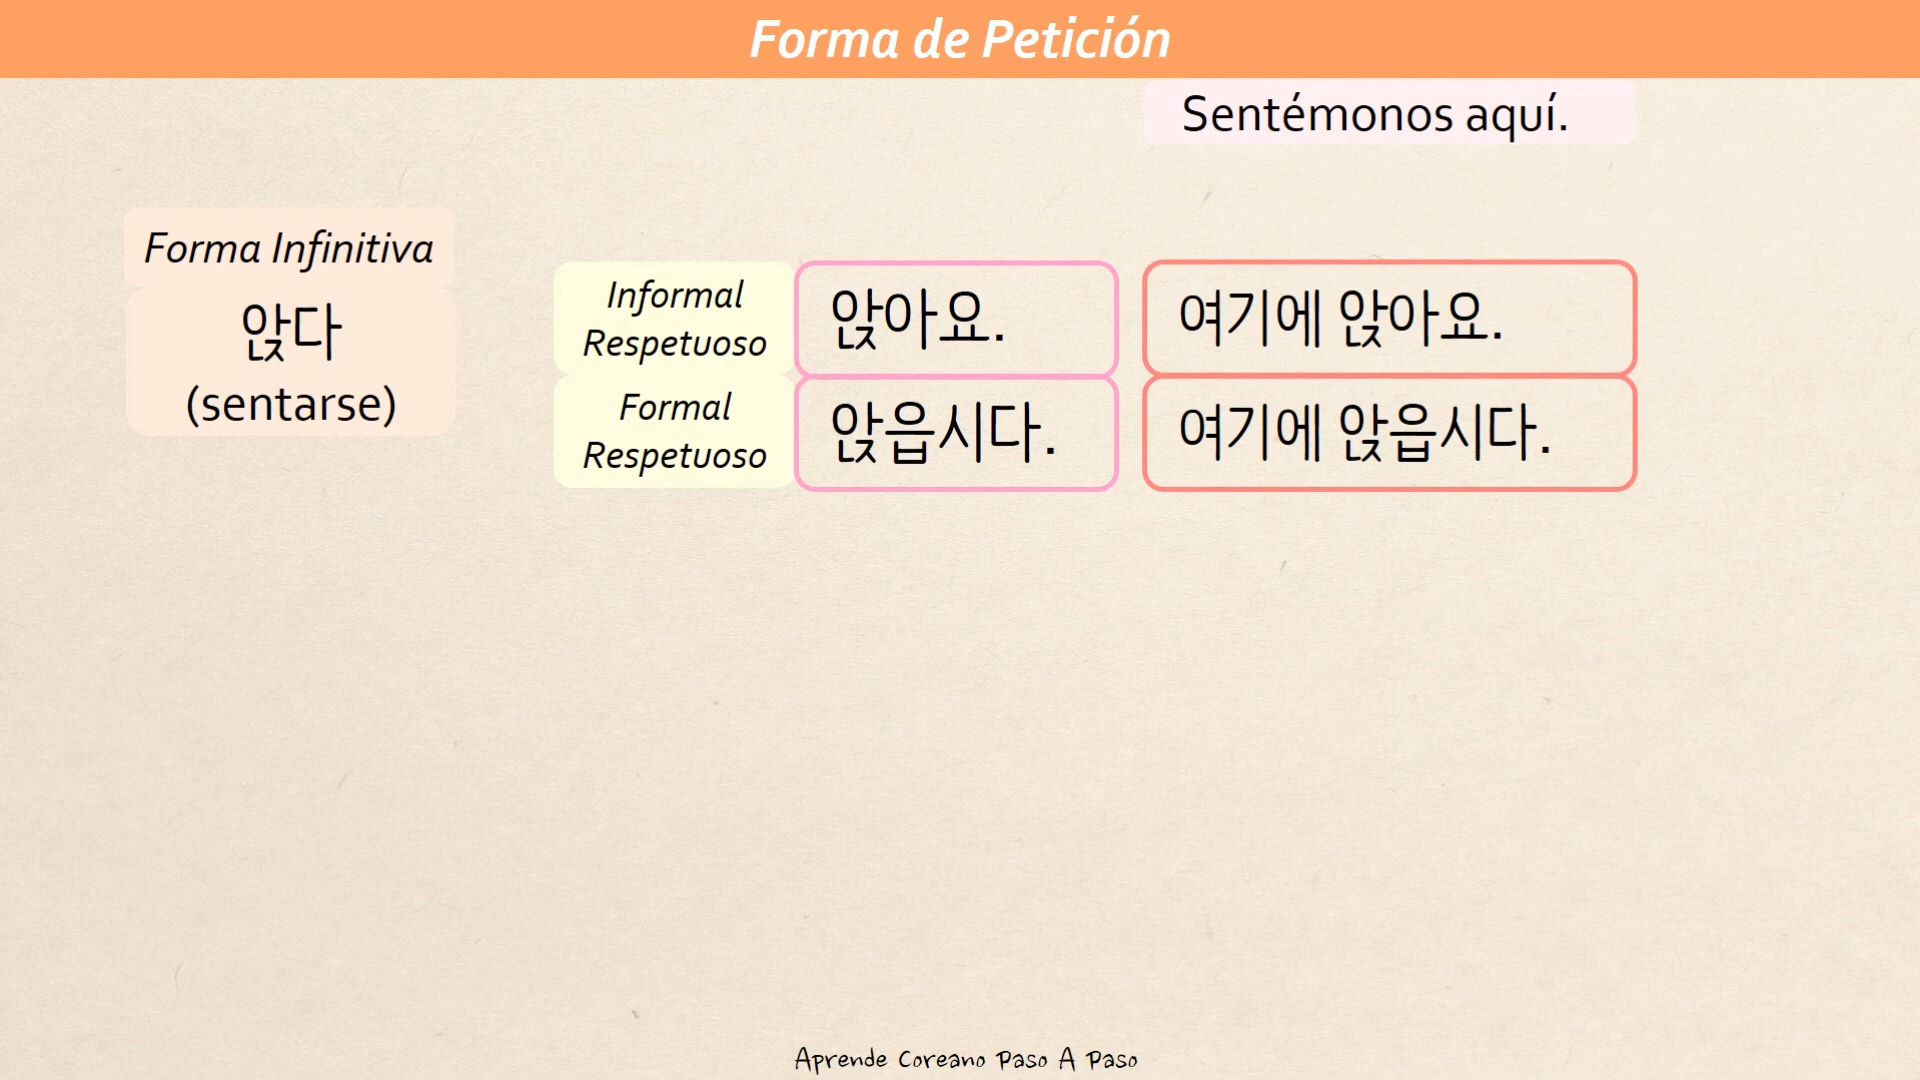 Forma de Petición
Sentémonos aquí.
Forma Infinitiva
앉다
(sentarse)
Informal
Respetuoso
앉아요.
여기에 앉아요.
Formal
Respetuoso
앉읍시다.
여기에 앉읍시다.
Aprende Coreano Paso A Paso